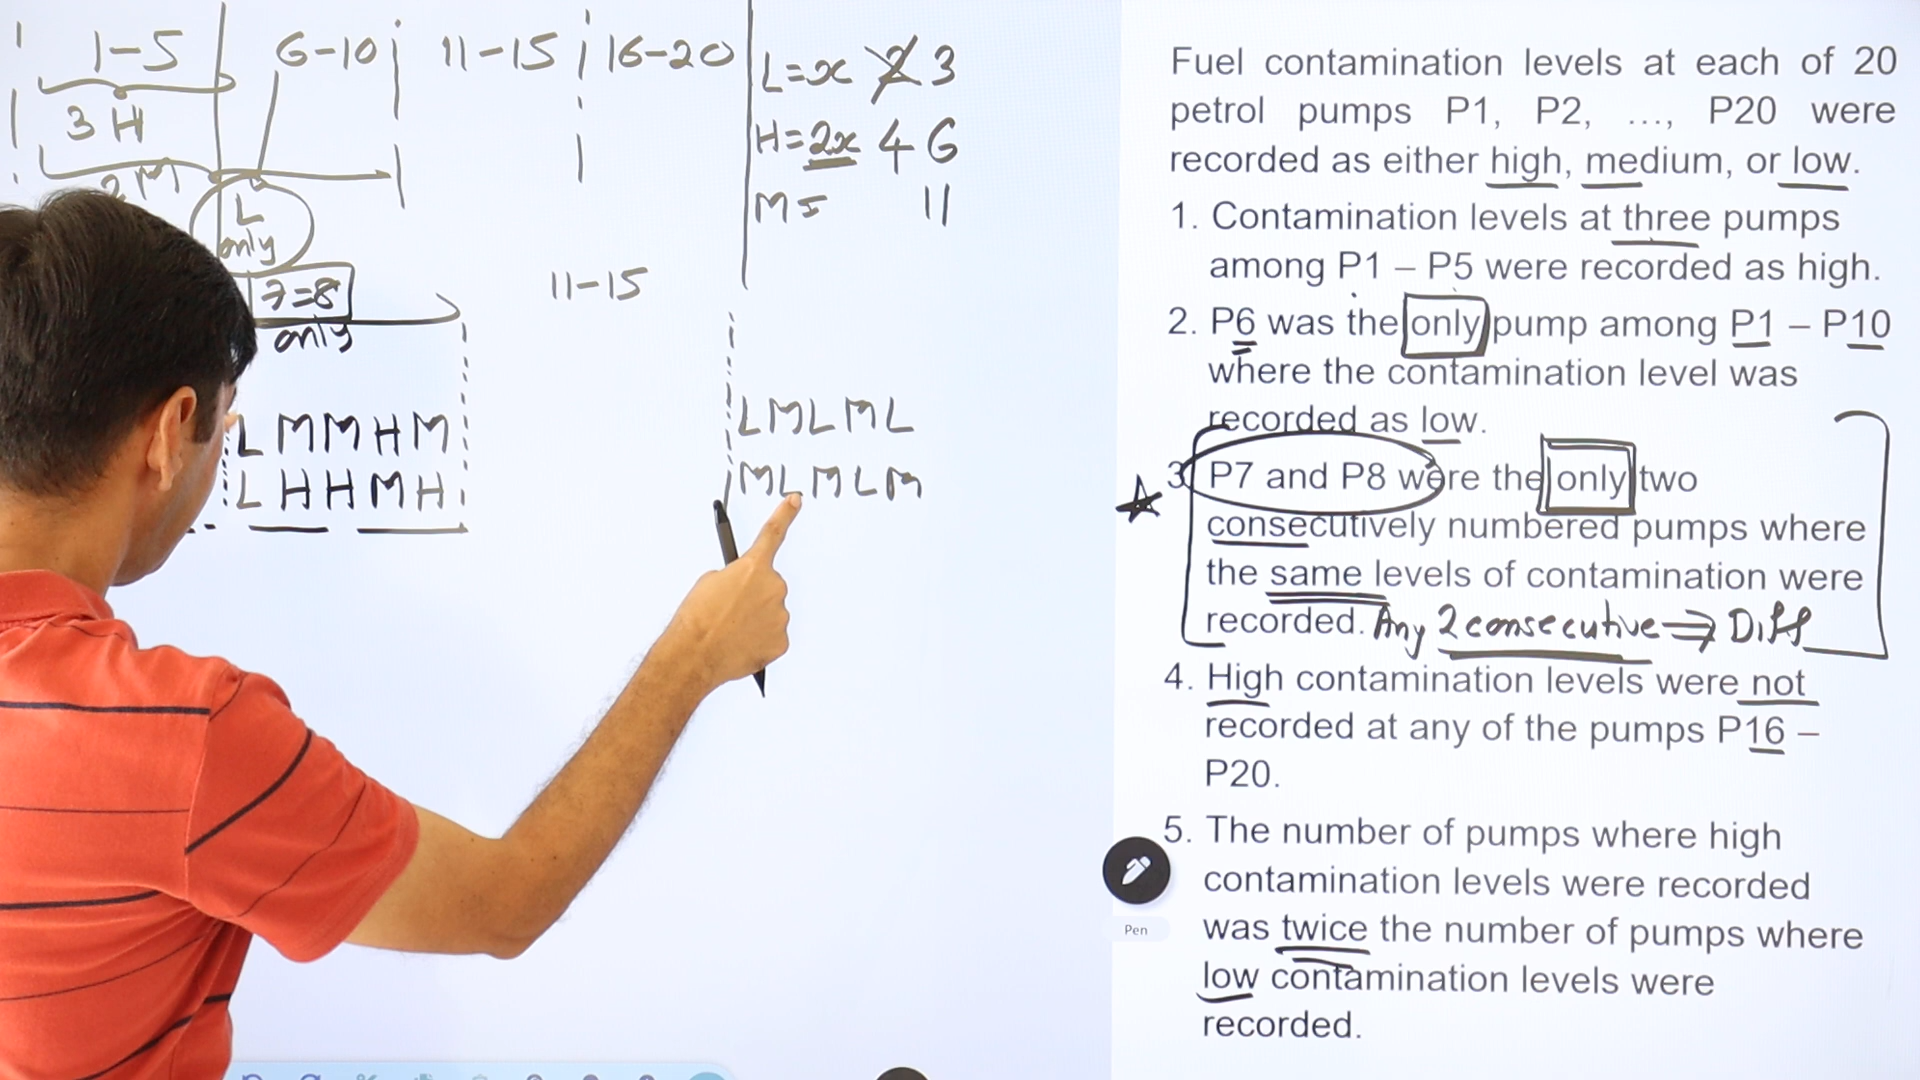 1-5 6-10 11-15 16-20
3 H
2M
L
only
7=8
only
11-15
L M M H M
L H H M H
L M L M L
M L M L M
L=x 2 3
H=2x 4 6
M= 11
Fuel contamination levels at each of 20
petrol pumps P1, P2, ..., P20 were
recorded as either high, medium, or low.
1. Contamination levels at three pumps
among P1 – P5 were recorded as high.
2. P6 was the only pump among P1 – P10
where the contamination level was
recorded as low.
3. P7 and P8 were the only two
consecutively numbered pumps where
the same levels of contamination were
recorded. Any 2 consecutive ⇒ Diff
4. High contamination levels were not
recorded at any of the pumps P16 –
P20.
5. The number of pumps where high
contamination levels were recorded
was twice the number of pumps where
low contamination levels were
recorded.
Pen